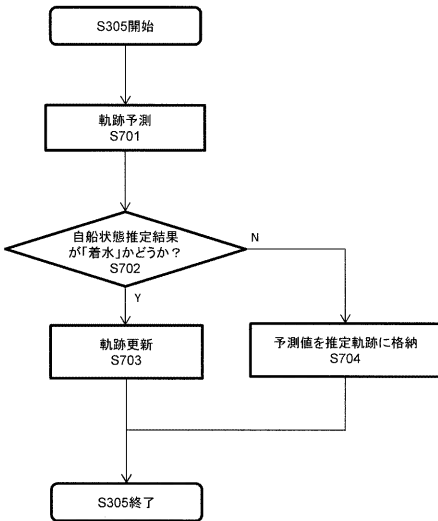 S305開始
軌跡予測
S701
自船状態推定結果
が「着水」かどうか？
S702
N
Y
軌跡更新
S703
予測値を推定軌跡に格納
S704
S305終了